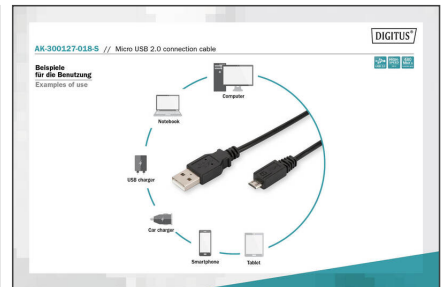 DIGITUS®
AK-300127-018-S // Micro USB 2.0 connection cable
Beispiele
für die Benutzung
Examples of use
Computer
Notebook
USB charger
Car charger
Smartphone
Tablet